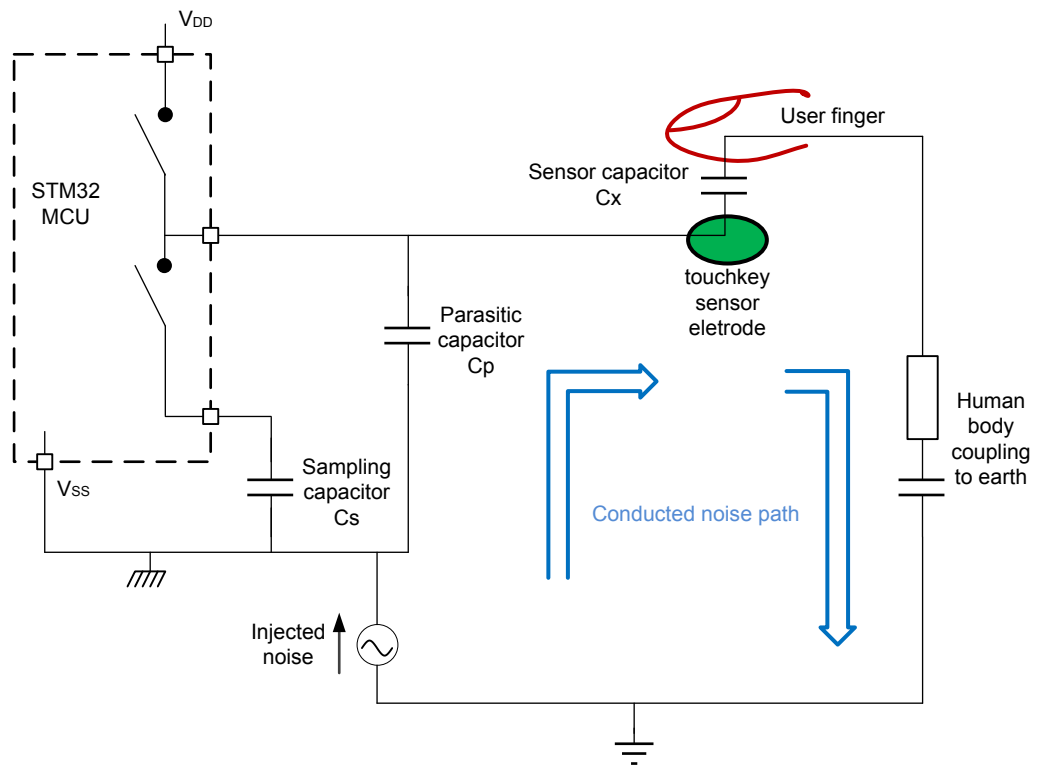 VDD
STM32
MCU
User finger
Sensor capacitor
Cx
touchkey
sensor
eletrode
Parasitic
capacitor
Cp
Human
body
coupling
to earth
VSS
Sampling
capacitor
Cs
Conducted noise path
Injected
noise